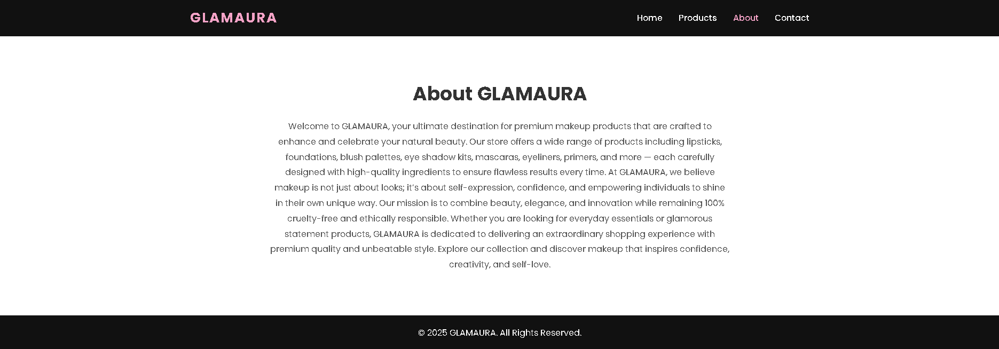 GLAMAURA
Home Products About Contact
About GLAMAURA
Welcome to GLAMAURA, your ultimate destination for premium makeup products that are crafted to
enhance and celebrate your natural beauty. Our store offers a wide range of products including lipsticks,
foundations, blush palettes, eye shadow kits, mascaras, eyeliners, primers, and more — each carefully
designed with high-quality ingredients to ensure flawless results every time. At GLAMAURA, we believe
makeup is not just about looks; it’s about self-expression, confidence, and empowering individuals to shine
in their own unique way. Our mission is to combine beauty, elegance, and innovation while remaining 100%
cruelty-free and ethically responsible. Whether you are looking for everyday essentials or glamorous
statement products, GLAMAURA is dedicated to delivering an extraordinary shopping experience with
premium quality and unbeatable style. Explore our collection and discover makeup that inspires confidence,
creativity, and self-love.
© 2025 GLAMAURA. All Rights Reserved.